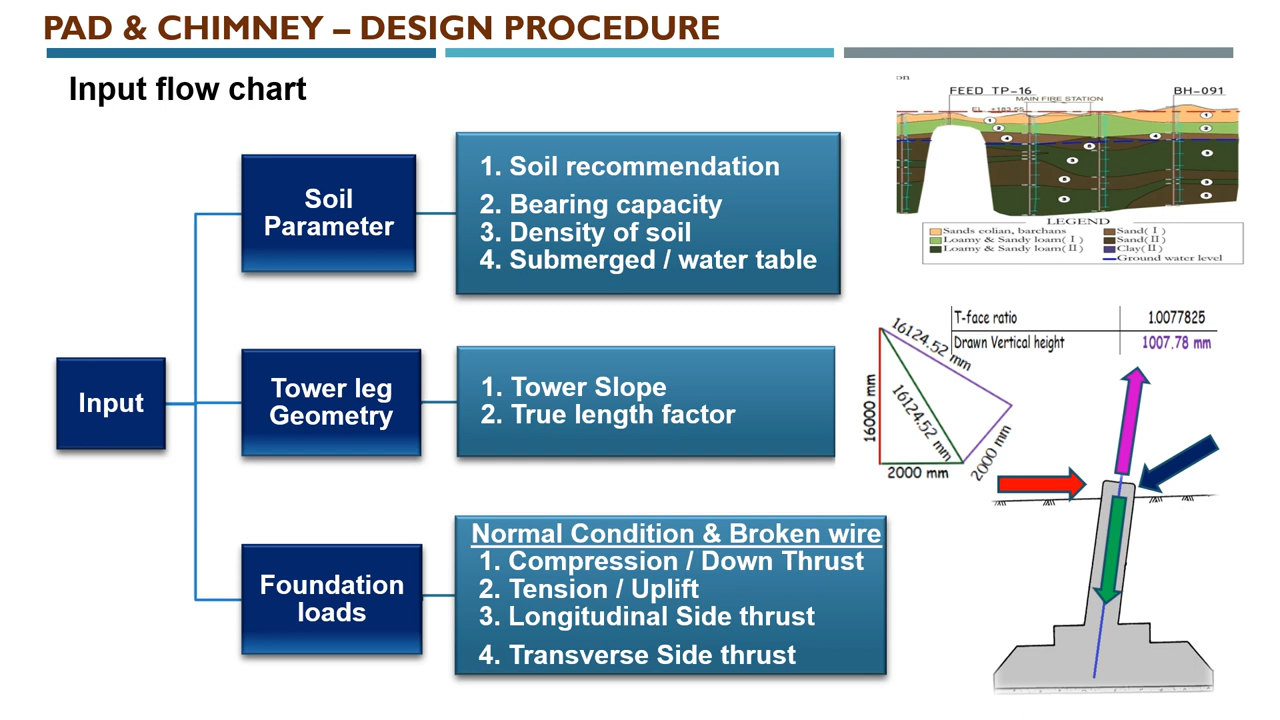 PAD & CHIMNEY – DESIGN PROCEDURE
Input flow chart
Input
Soil
Parameter
1. Soil recommendation
2. Bearing capacity
3. Density of soil
4. Submerged / water table
Tower leg
Geometry
1. Tower Slope
2. True length factor
Foundation
loads
Normal Condition & Broken wire
1. Compression / Down Thrust
2. Tension / Uplift
3. Longitudinal Side thrust
4. Transverse Side thrust
on
FEED TP-16
BH-091
MAIN FIRE STATION
LEGEND
Sands eolian, barchans
Loamy & Sandy loam(Ⅰ)
Loamy & Sandy loam(Ⅱ)
Sand(Ⅰ)
Sand(Ⅱ)
Clay(Ⅱ)
Ground water level
T-face ratio 1.0077825
Drawn Vertical height 1007.78 mm
16124.52 mm
16124.52 mm
16000 mm
2000 mm
2000 mm